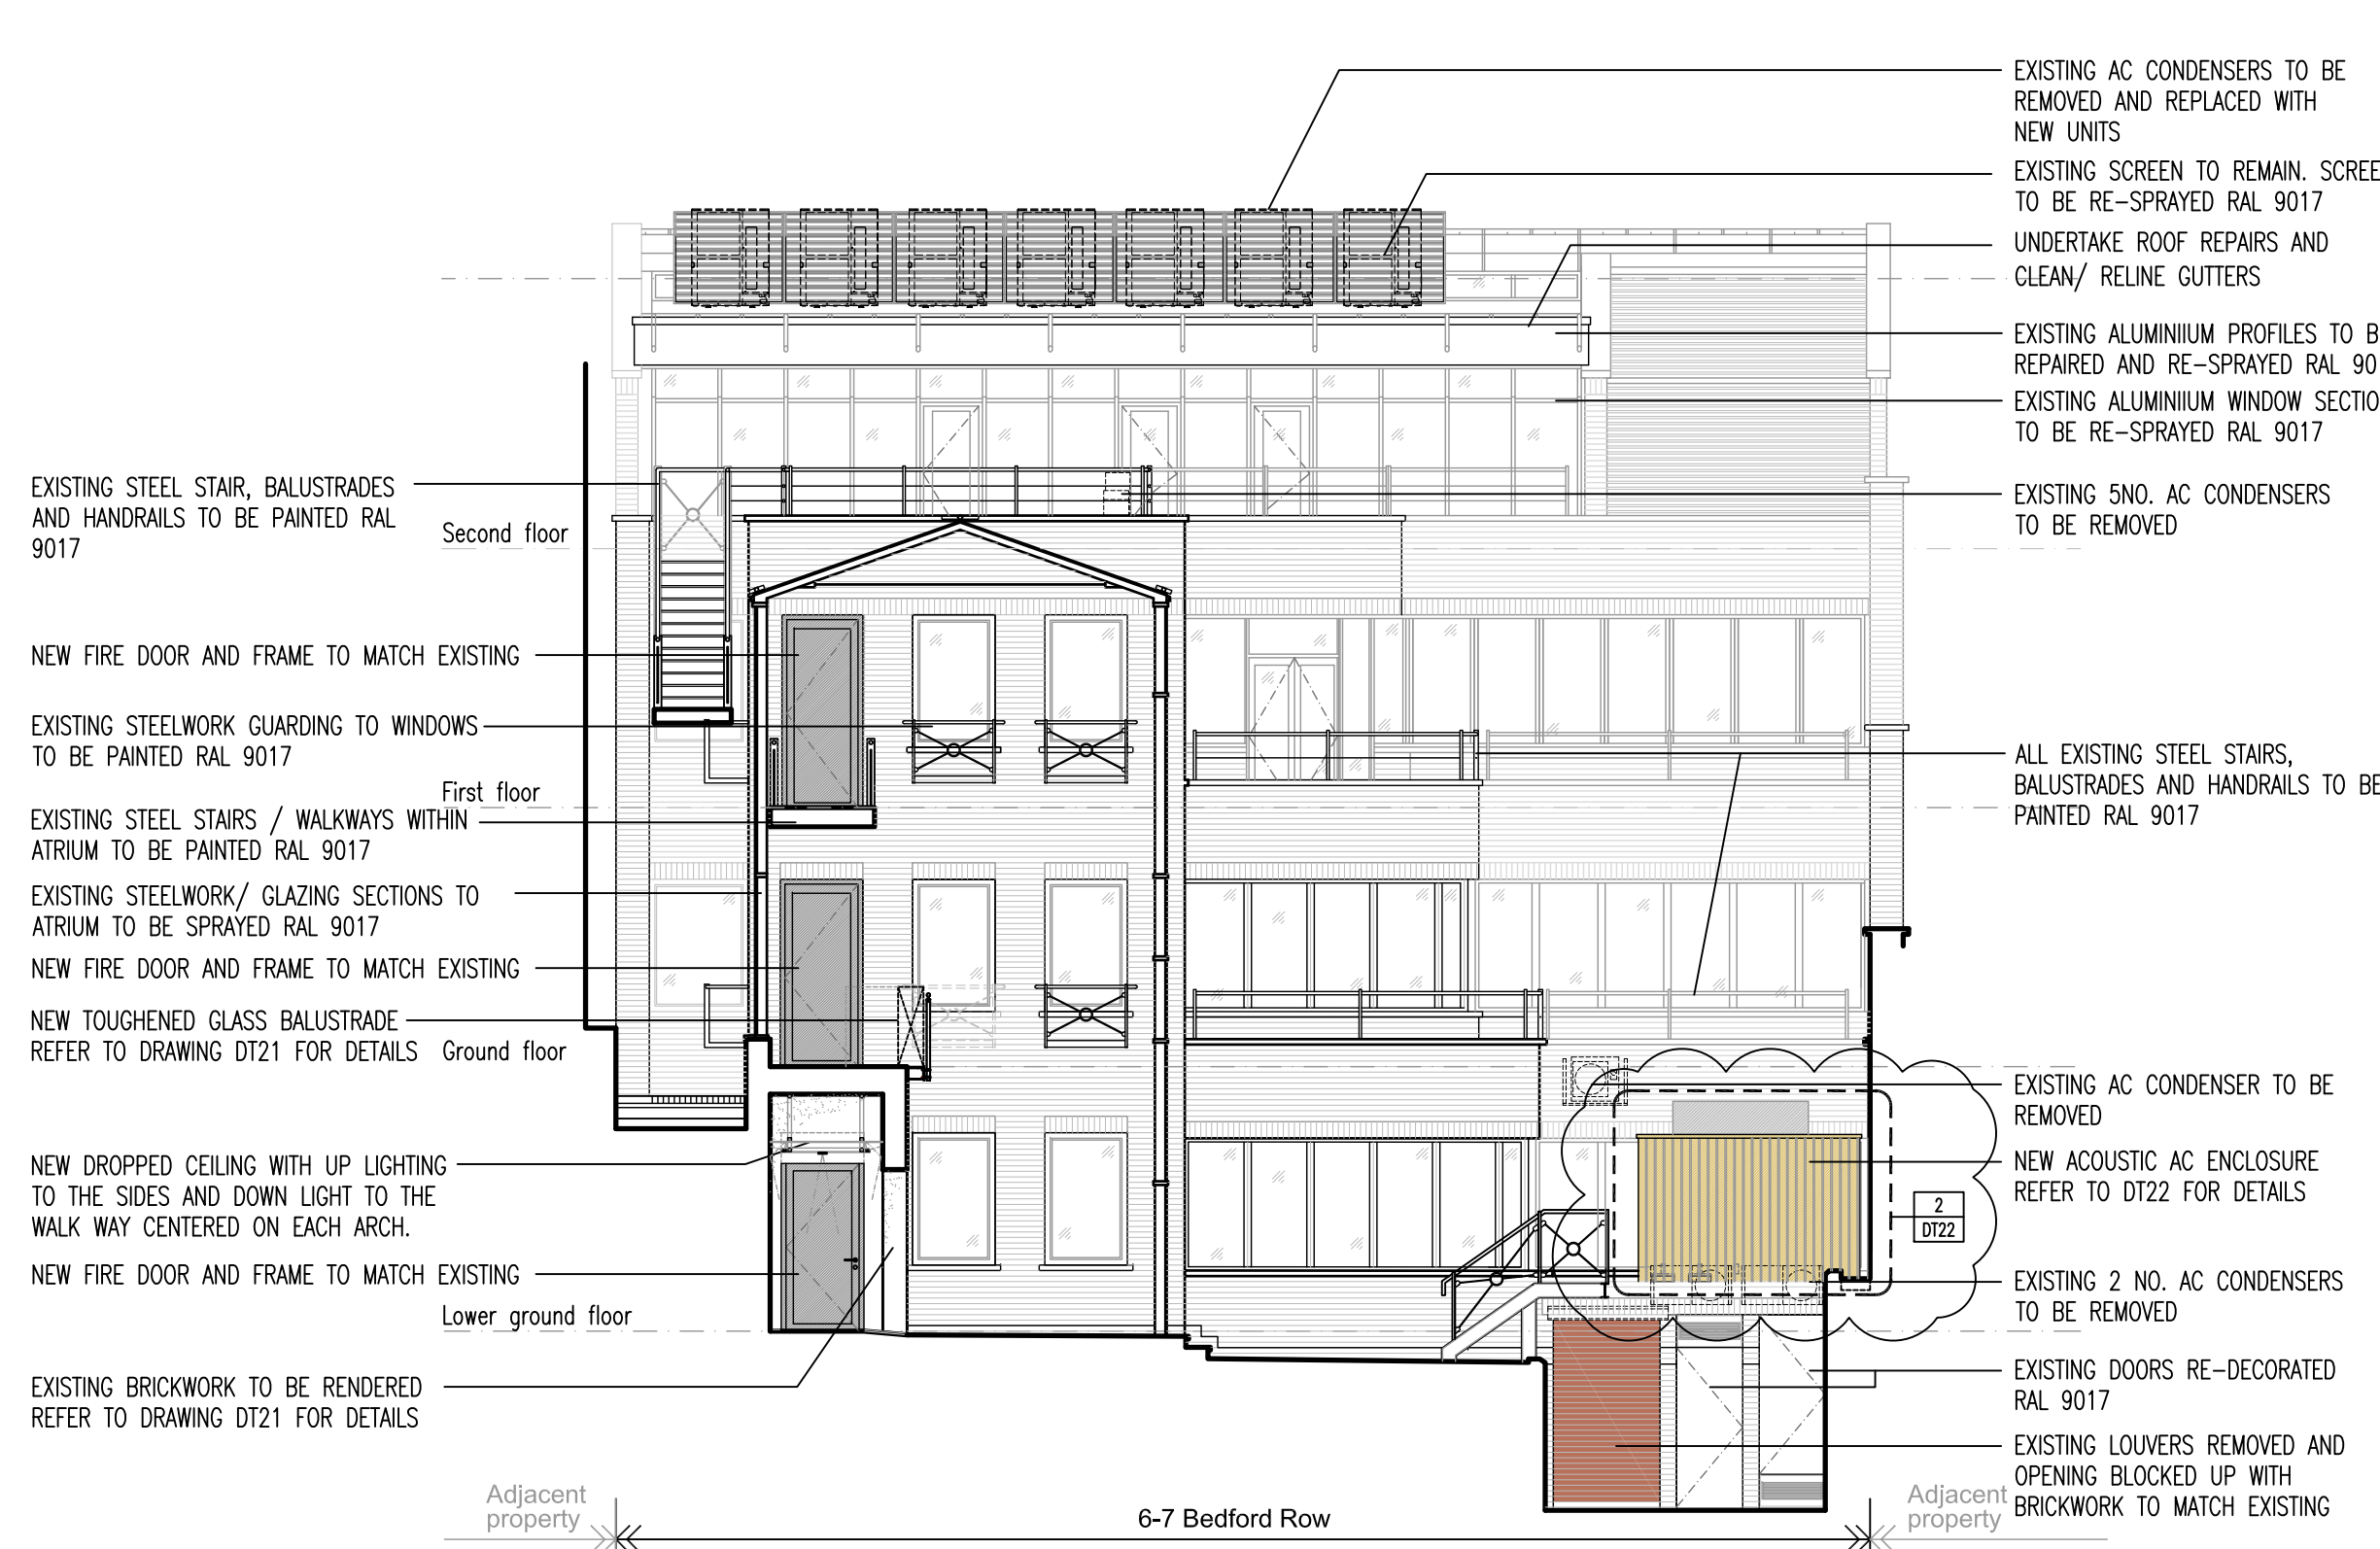 EXISTING AC CONDENSERS TO BE
REMOVED AND REPLACED WITH
NEW UNITS
EXISTING SCREEN TO REMAIN. SCREE
TO BE RE-SPRAYED RAL 9017
UNDERTAKE ROOF REPAIRS AND
CLEAN/ RELINE GUTTERS
EXISTING ALUMINIIUM PROFILES TO B
REPAIRED AND RE-SPRAYED RAL 90
EXISTING ALUMINIIUM WINDOW SECTIO
TO BE RE-SPRAYED RAL 9017
EXISTING 5NO. AC CONDENSERS
TO BE REMOVED
ALL EXISTING STEEL STAIRS,
BALUSTRADES AND HANDRAILS TO BE
PAINTED RAL 9017
EXISTING AC CONDENSER TO BE
REMOVED
NEW ACOUSTIC AC ENCLOSURE
REFER TO DT22 FOR DETAILS
2
DT22
EXISTING 2 NO. AC CONDENSERS
TO BE REMOVED
EXISTING DOORS RE-DECORATED
RAL 9017
EXISTING LOUVERS REMOVED AND
OPENING BLOCKED UP WITH
BRICKWORK TO MATCH EXISTING
EXISTING STEEL STAIR, BALUSTRADES
AND HANDRAILS TO BE PAINTED RAL
9017
Second floor
NEW FIRE DOOR AND FRAME TO MATCH EXISTING
EXISTING STEELWORK GUARDING TO WINDOWS
TO BE PAINTED RAL 9017
First floor
EXISTING STEEL STAIRS / WALKWAYS WITHIN
ATRIUM TO BE PAINTED RAL 9017
EXISTING STEELWORK/ GLAZING SECTIONS TO
ATRIUM TO BE SPRAYED RAL 9017
NEW FIRE DOOR AND FRAME TO MATCH EXISTING
NEW TOUGHENED GLASS BALUSTRADE
REFER TO DRAWING DT21 FOR DETAILS
Ground floor
NEW DROPPED CEILING WITH UP LIGHTING
TO THE SIDES AND DOWN LIGHT TO THE
WALK WAY CENTERED ON EACH ARCH.
NEW FIRE DOOR AND FRAME TO MATCH EXISTING
Lower ground floor
EXISTING BRICKWORK TO BE RENDERED
REFER TO DRAWING DT21 FOR DETAILS
Adjacent
property
6-7 Bedford Row
Adjacent
property